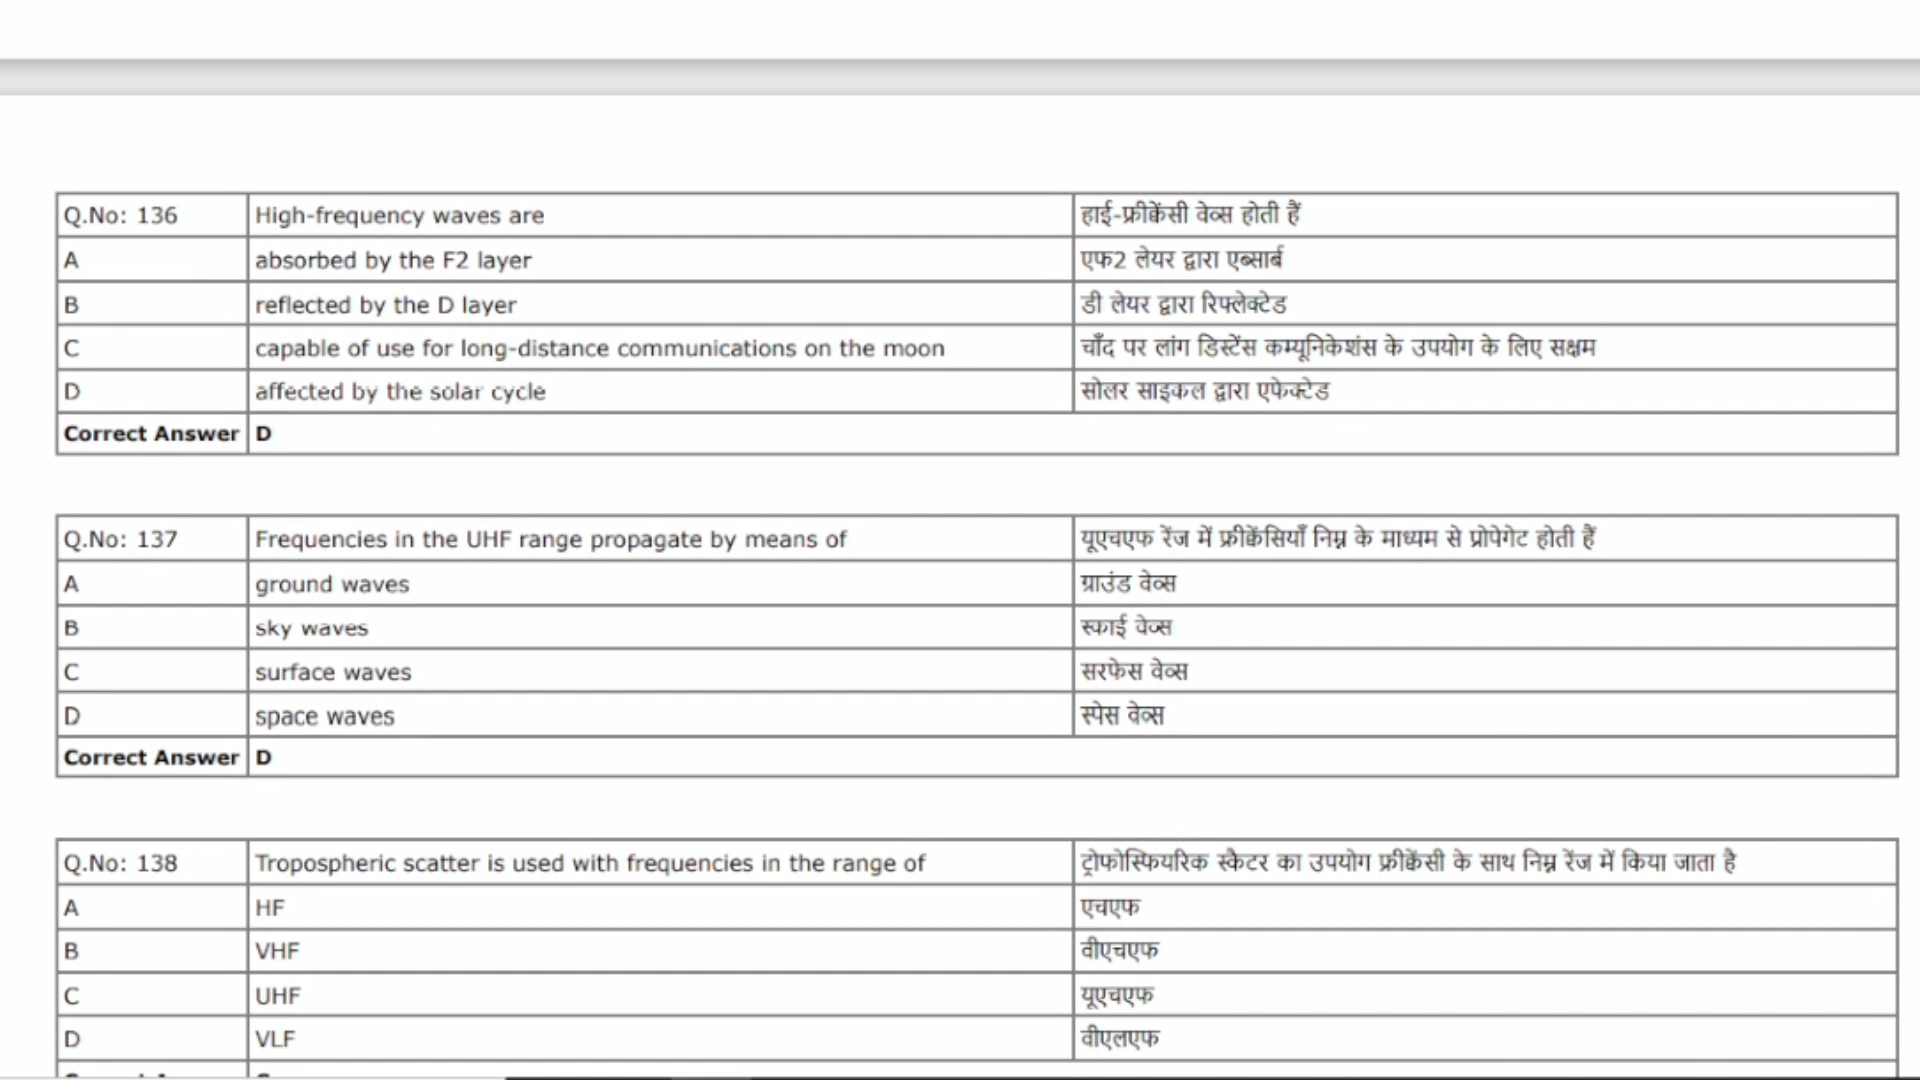 Q.No: 136 High-frequency waves are हाई-फ्रीक्वेंसी वेव्स होती हैं
A absorbed by the F2 layer एफ2 लेयर द्वारा एब्सार्ब
B reflected by the D layer डी लेयर द्वारा रिफ्लेक्टेड
C capable of use for long-distance communications on the moon चाँद पर लांग डिस्टेंस कम्यूनिकेशंस के उपयोग के लिए सक्षम
D affected by the solar cycle सोलर साइकल द्वारा एफेक्टेड
Correct Answer D
Q.No: 137 Frequencies in the UHF range propagate by means of यूएचएफ रेंज में फ्रीक्वेंसियाँ निम्न के माध्यम से प्रोपेगेट होती हैं
A ground waves ग्राउंड वेव्स
B sky waves स्काई वेव्स
C surface waves सरफेस वेव्स
D space waves स्पेस वेव्स
Correct Answer D
Q.No: 138 Tropospheric scatter is used with frequencies in the range of ट्रोफोस्फियरिक स्कैटर का उपयोग फ्रीक्वेंसी के साथ निम्न रेंज में किया जाता है
A HF एचएफ
B VHF वीएचएफ
C UHF यूएचएफ
D VLF वीएलएफ